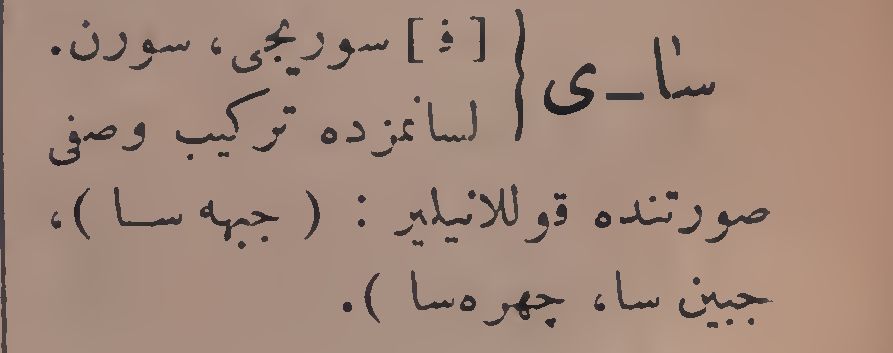 سا ـ ی { [ ف ] سوریجی، سورن.
لسانمزده ترکیب وصفی
صورتنده قوللانیلیر : ( جبهه سا )،
جبین سا، چهره‌سا ).